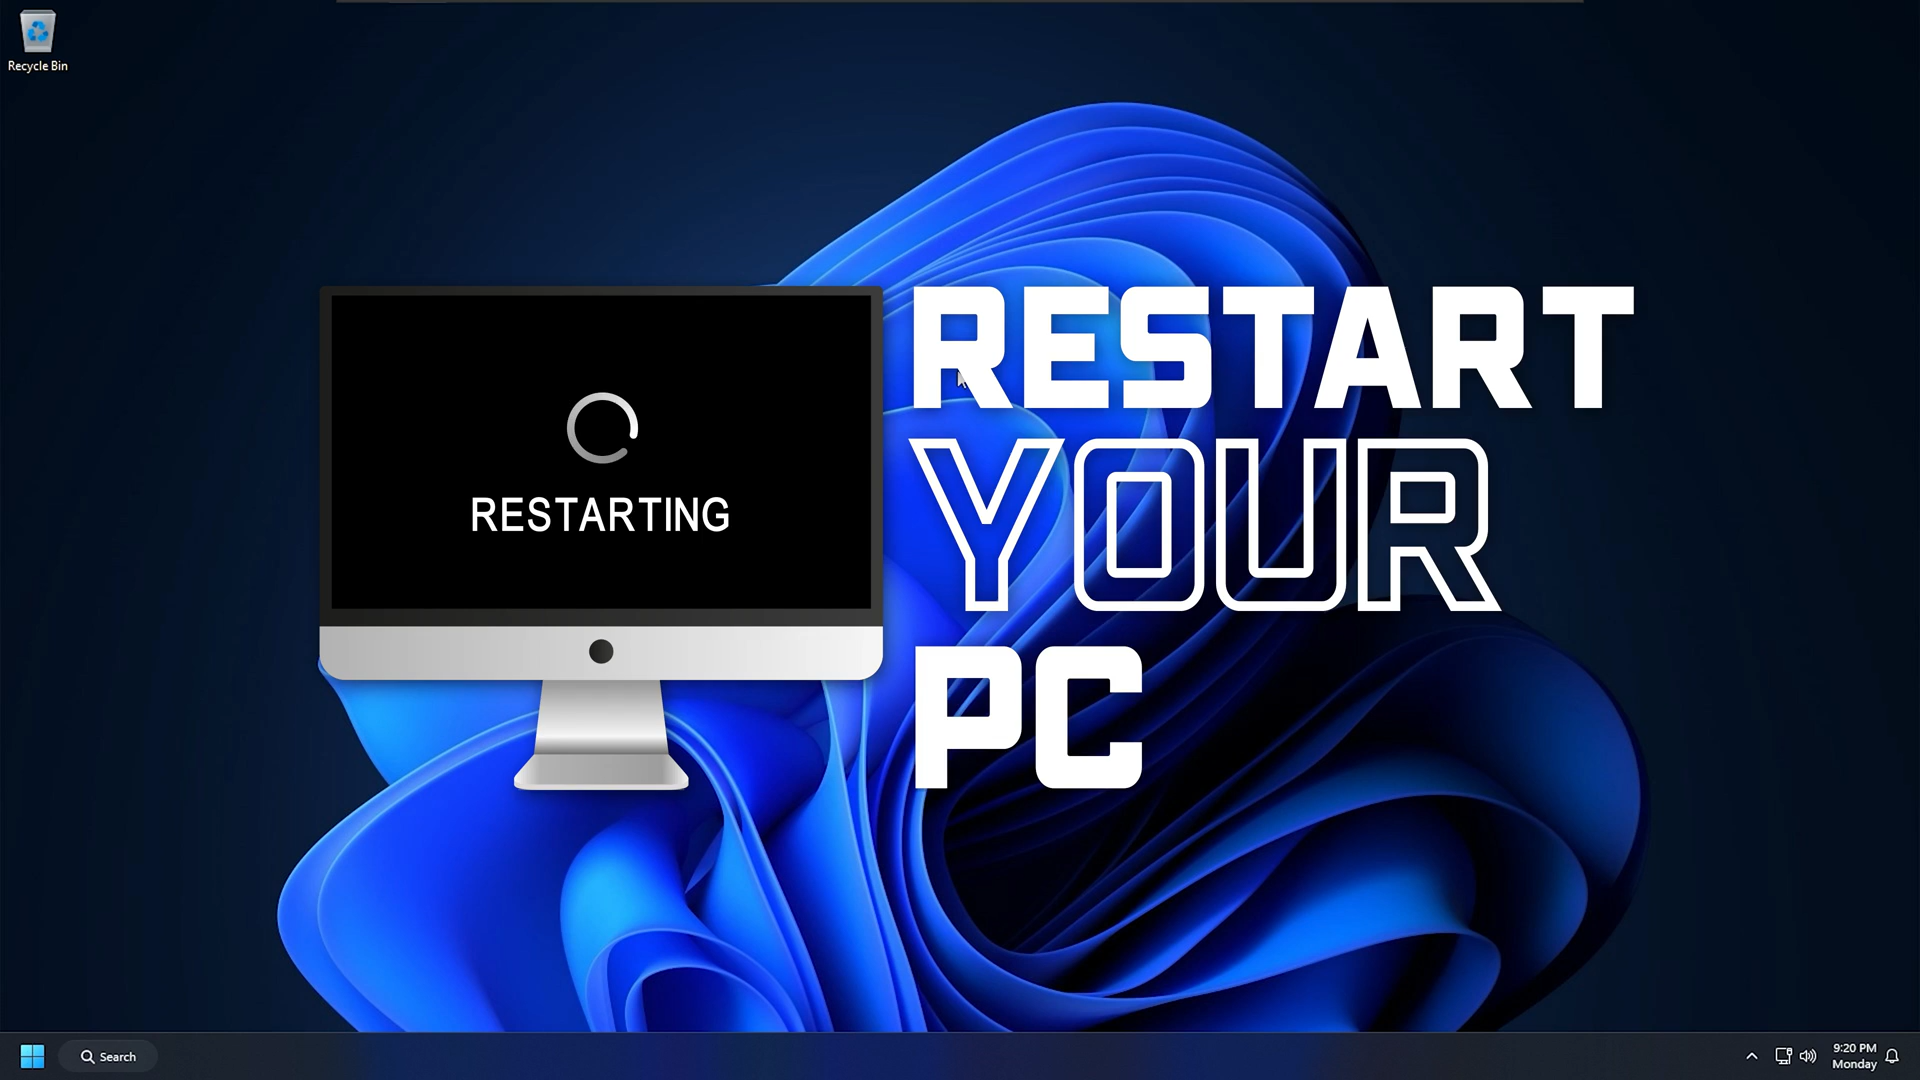 Recycle Bin
RESTARTING
RESTART
YOUR
PC
Search
9:20 PM
Monday